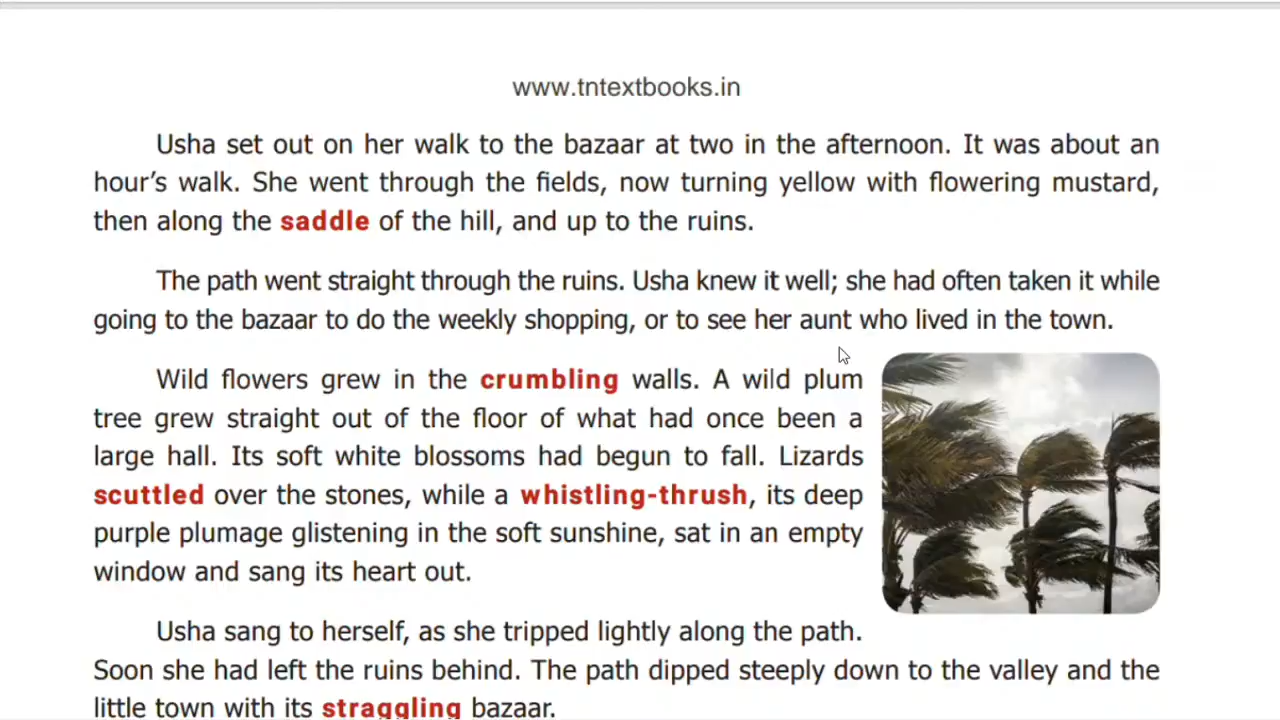 www.tntextbooks.in
Usha set out on her walk to the bazaar at two in the afternoon. It was about an
hour’s walk. She went through the fields, now turning yellow with flowering mustard,
then along the saddle of the hill, and up to the ruins.
The path went straight through the ruins. Usha knew it well; she had often taken it while
going to the bazaar to do the weekly shopping, or to see her aunt who lived in the town.
Wild flowers grew in the crumbling walls. A wild plum
tree grew straight out of the floor of what had once been a
large hall. Its soft white blossoms had begun to fall. Lizards
scuttled over the stones, while a whistling-thrush, its deep
purple plumage glistening in the soft sunshine, sat in an empty
window and sang its heart out.
Usha sang to herself, as she tripped lightly along the path.
Soon she had left the ruins behind. The path dipped steeply down to the valley and the
little town with its straggling bazaar.